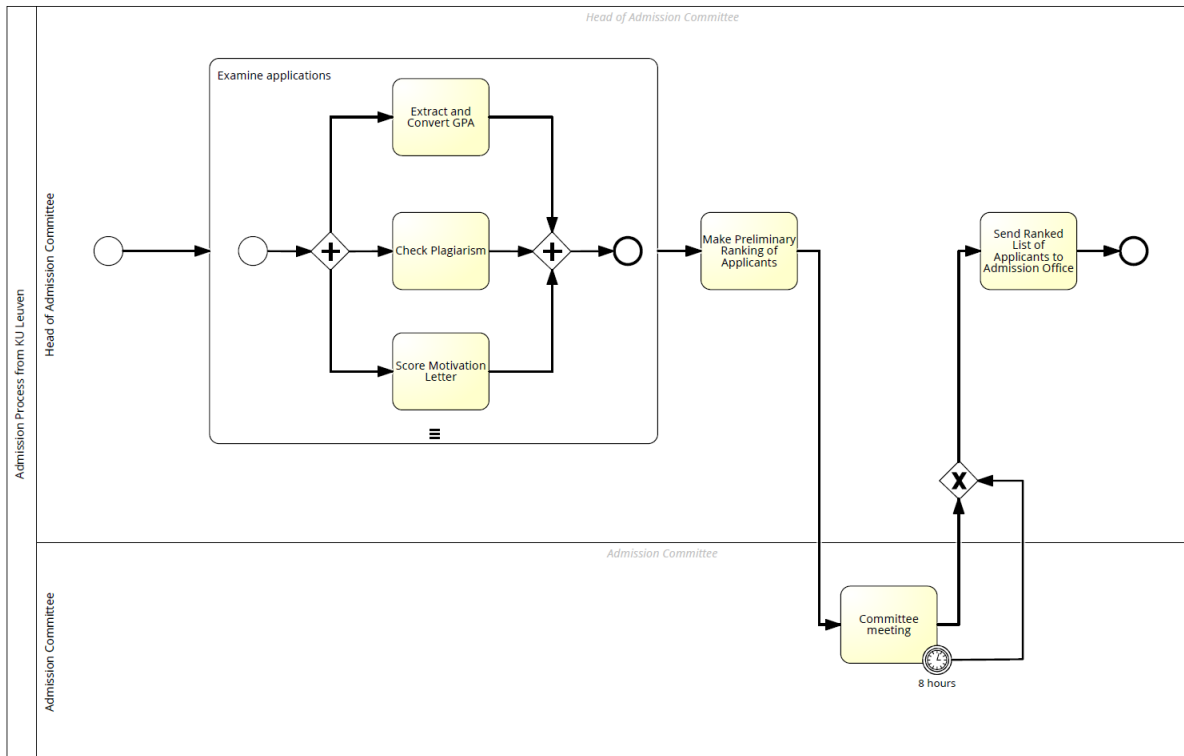 Admission Process from KU Leuven
Head of Admission Committee
Head of Admission Committee
Examine applications
Extract and
Convert GPA
Check Plagiarism
Score Motivation
Letter
Make Preliminary
Ranking of
Applicants
Send Ranked
List of
Applicants to
Admission Office
Admission Committee
Admission Committee
Committee
meeting
8 hours